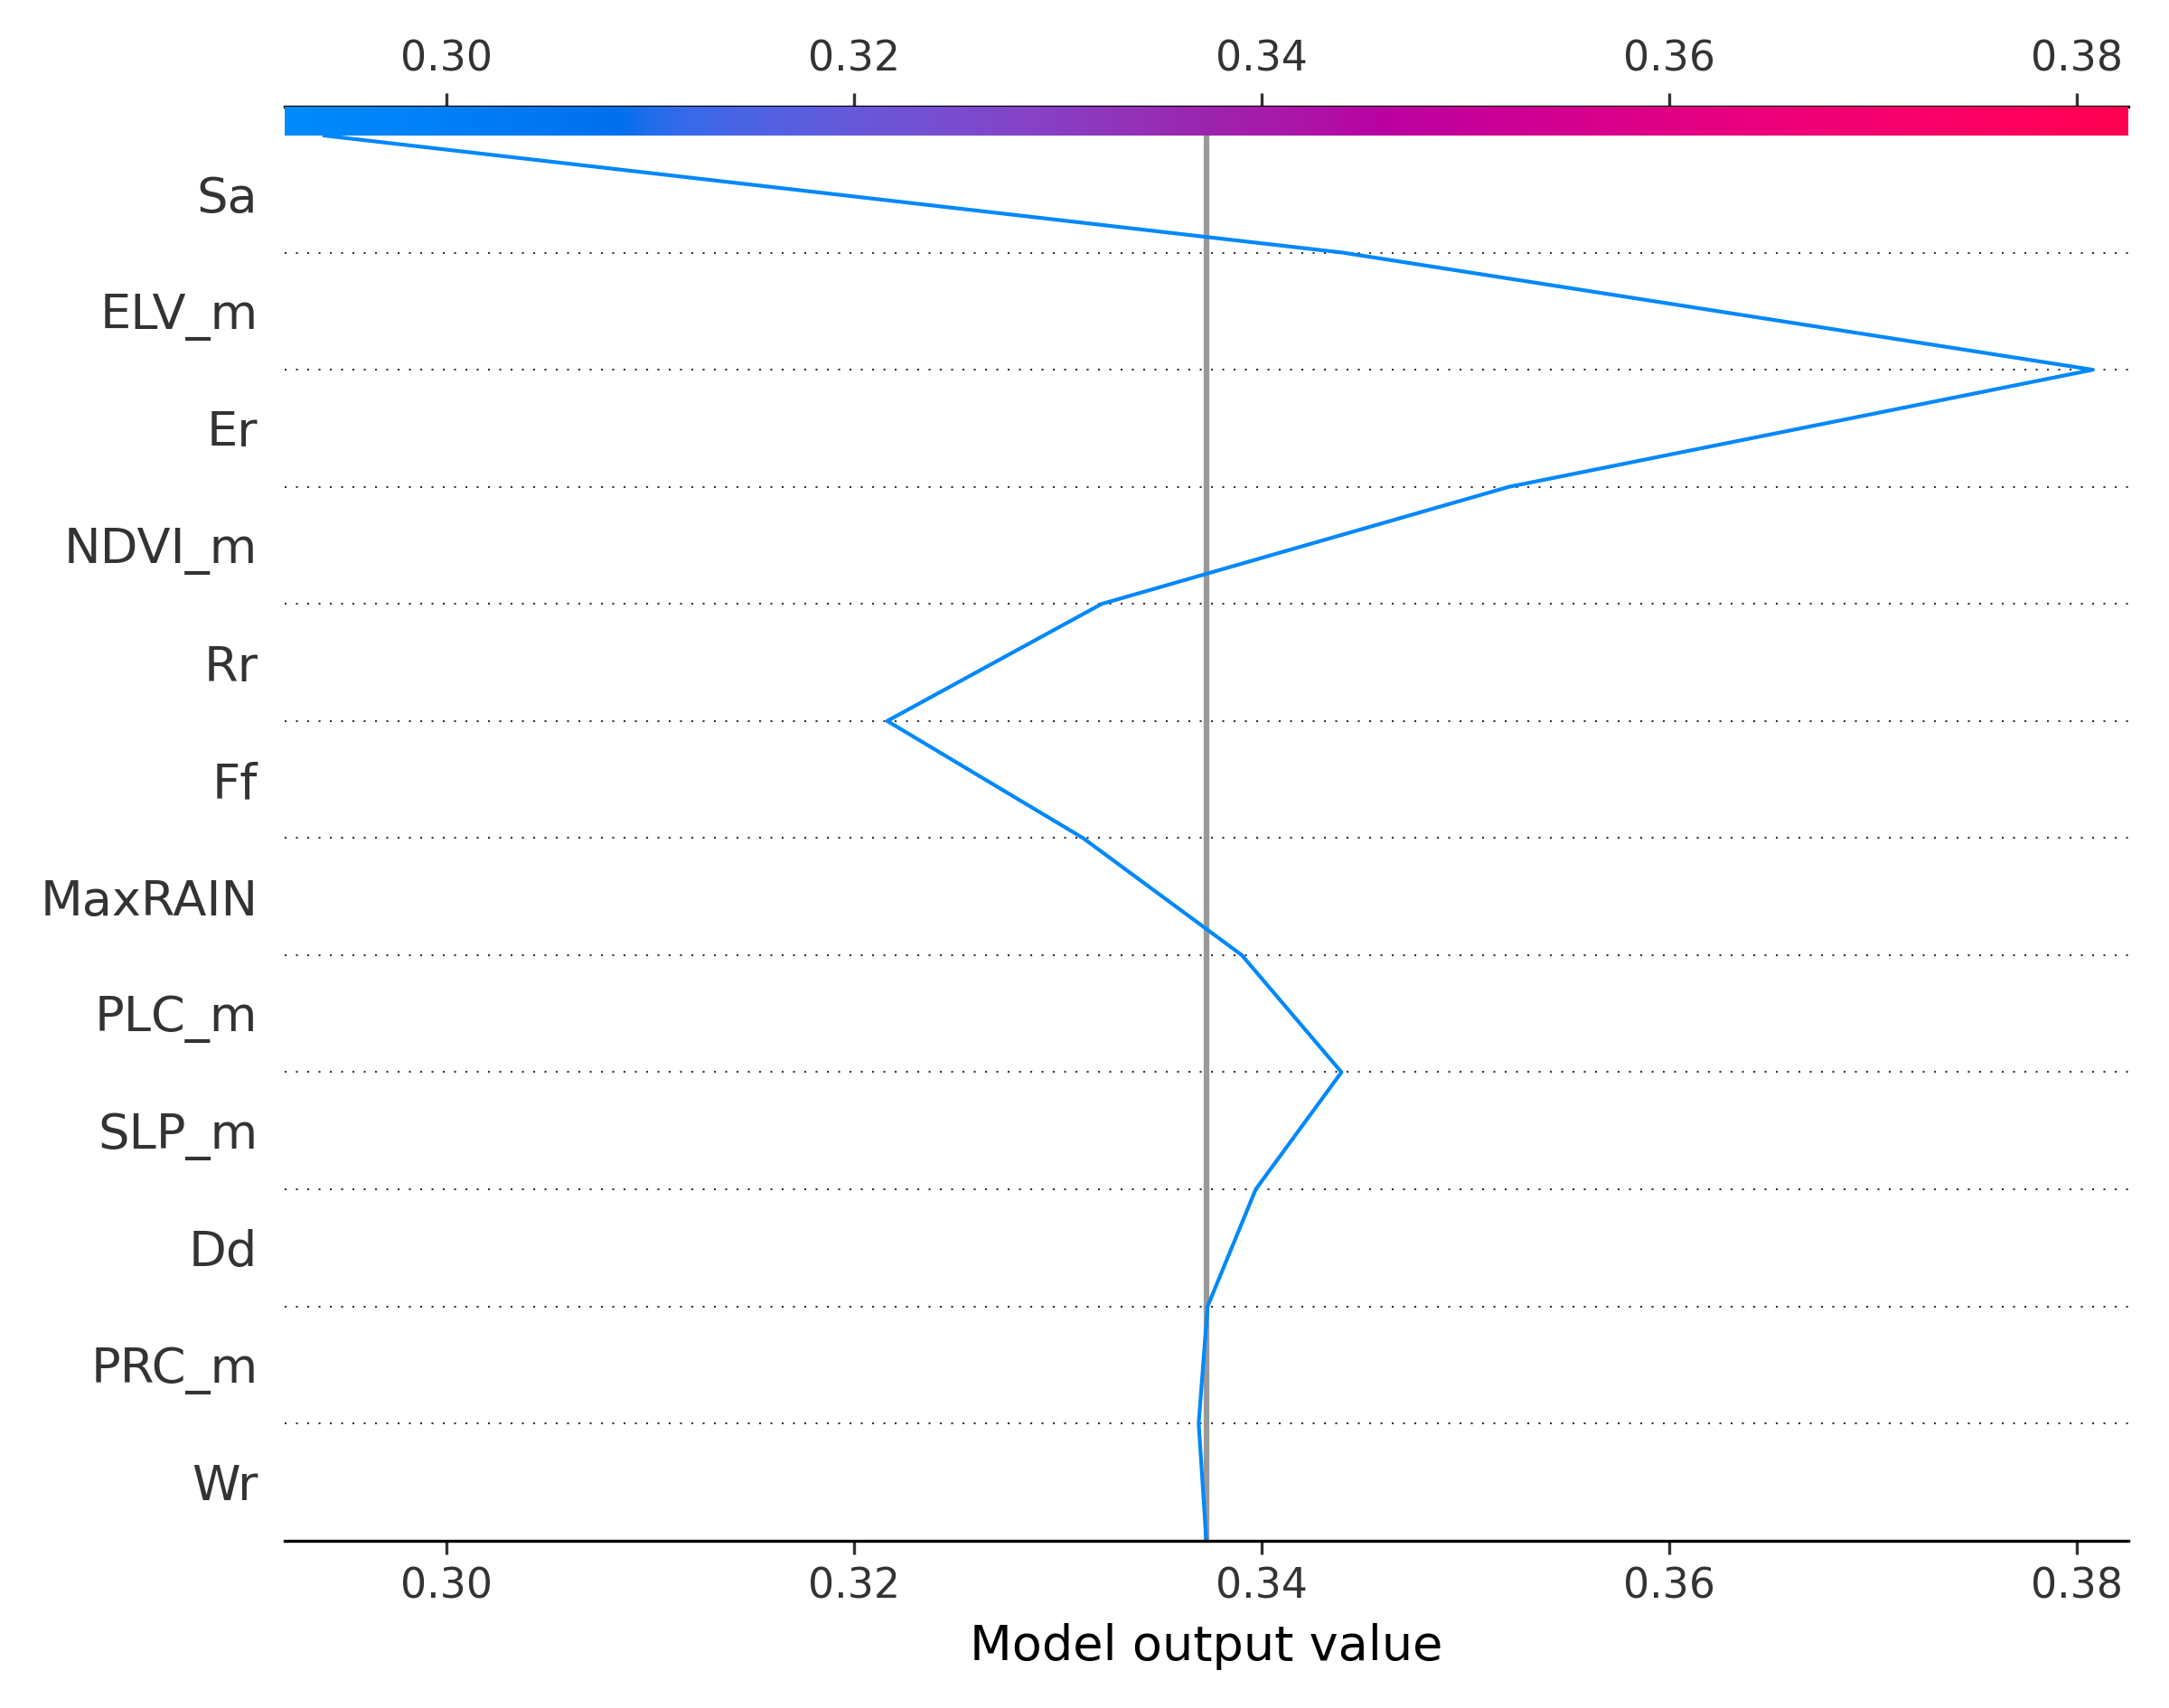 0.30 0.32 0.34 0.36 0.38
Sa
ELV_m
Er
NDVI_m
Rr
Ff
MaxRAIN
PLC_m
SLP_m
Dd
PRC_m
Wr
0.30 0.32 0.34 0.36 0.38
Model output value